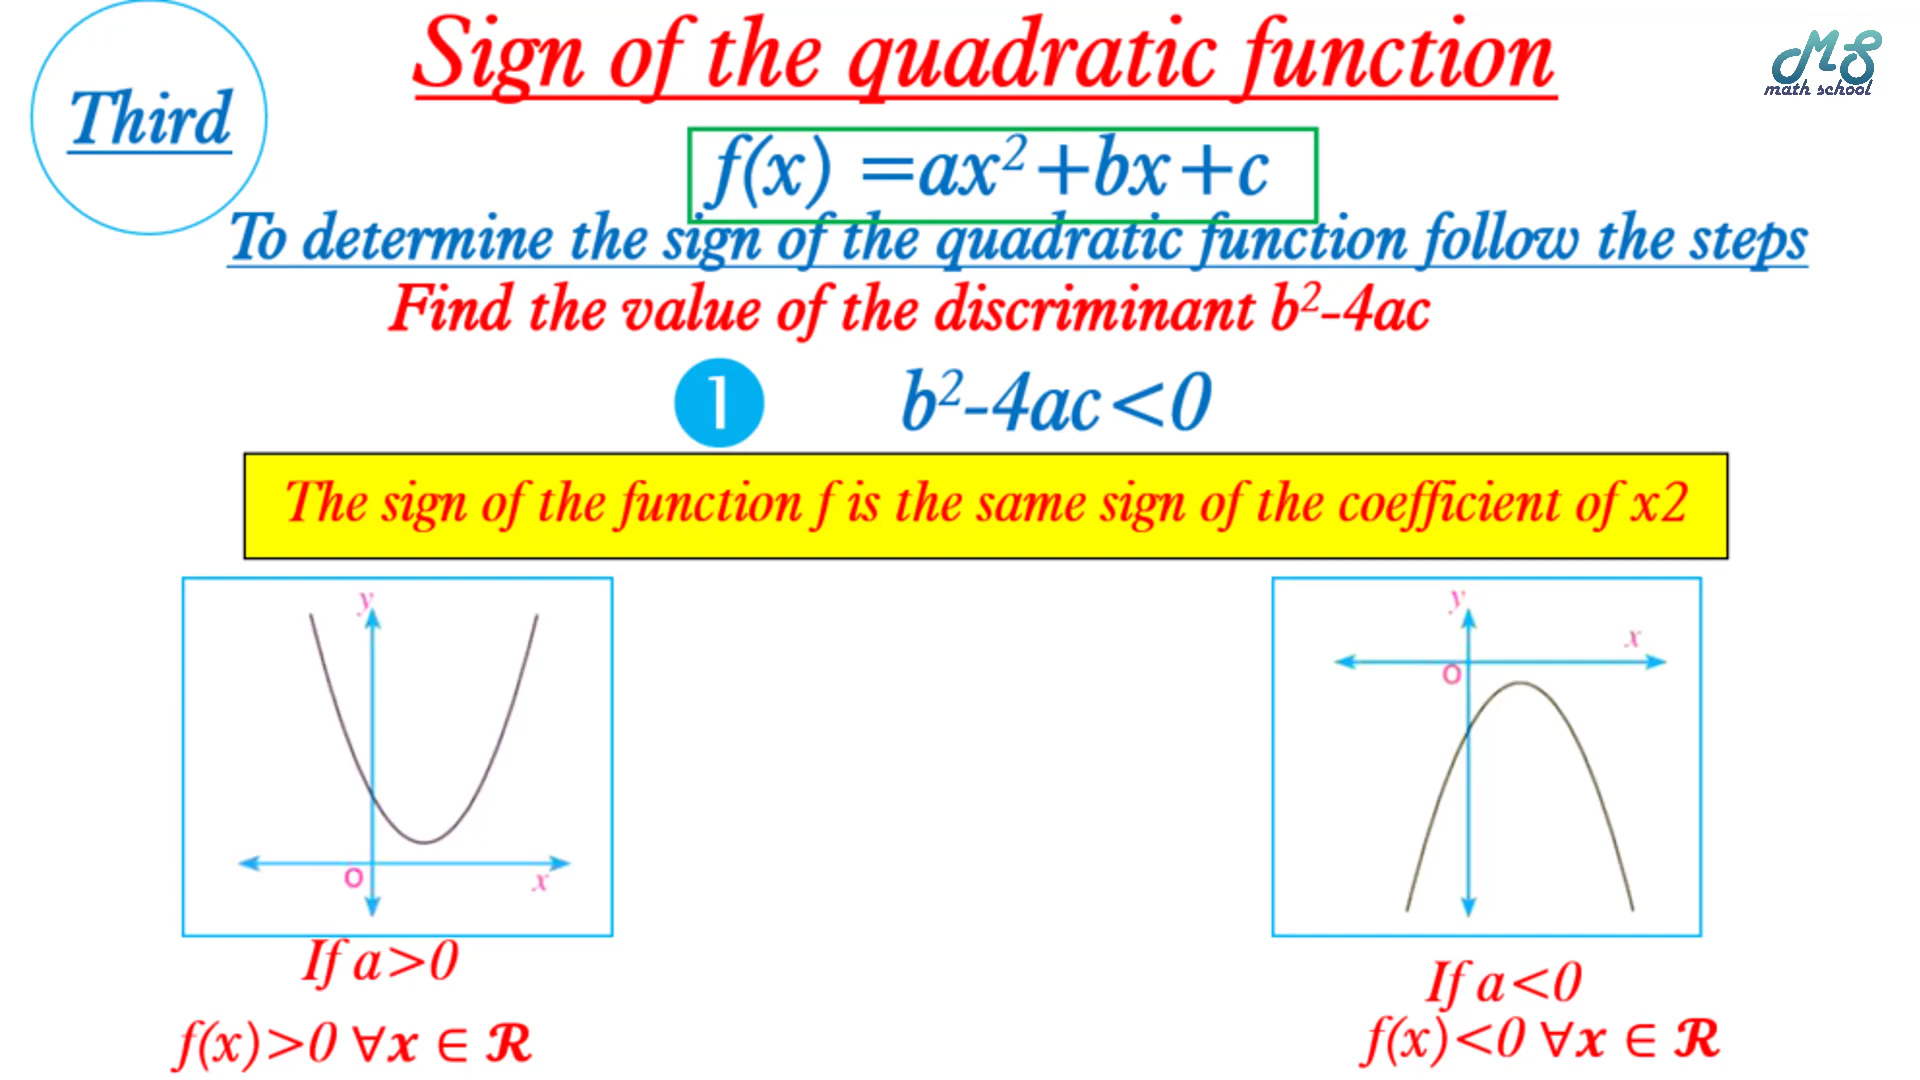 Sign of the quadratic function
MS
math school
Third
f(x) =ax²+bx+c
To determine the sign of the quadratic function follow the steps
Find the value of the discriminant b²-4ac
1 b²-4ac<0
The sign of the function f is the same sign of the coefficient of x2
y
O
x
y
x
O
If a>0
f(x)>0 ∀x ∈ ℛ
If a<0
f(x)<0 ∀x ∈ ℛ